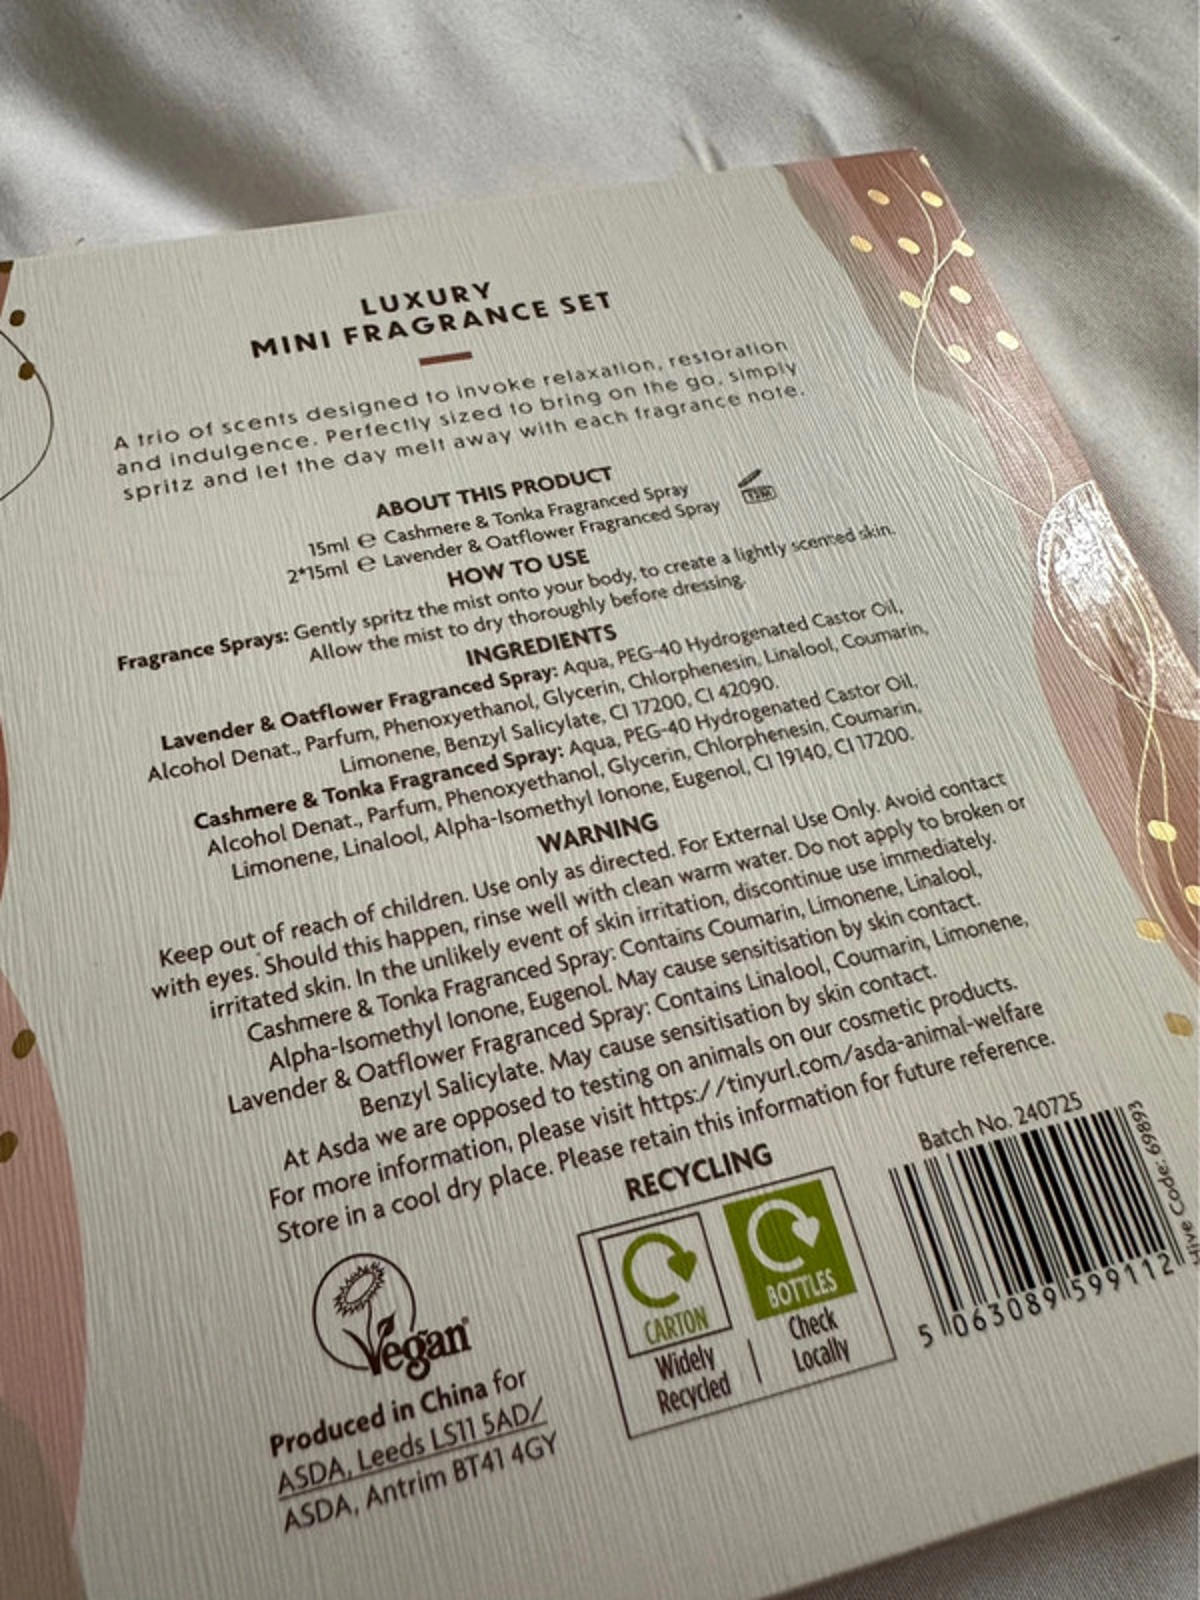 LUXURY
MINI FRAGRANCE SET
A trio of scents designed to invoke relaxation, restoration
and indulgence. Perfectly sized to bring on the go, simply
spritz and let the day melt away with each fragrance note.
ABOUT THIS PRODUCT
15ml ℮ Cashmere & Tonka Fragranced Spray
2*15ml ℮ Lavender & Oatflower Fragranced Spray
12M
HOW TO USE
Fragrance Sprays: Gently spritz the mist onto your body, to create a lightly scented skin.
Allow the mist to dry thoroughly before dressing.
INGREDIENTS
Lavender & Oatflower Fragranced Spray: Aqua, PEG-40 Hydrogenated Castor Oil,
Alcohol Denat., Parfum, Phenoxyethanol, Glycerin, Chlorphenesin, Linalool, Coumarin,
Limonene, Benzyl Salicylate, CI 17200, CI 42090.
Cashmere & Tonka Fragranced Spray: Aqua, PEG-40 Hydrogenated Castor Oil,
Alcohol Denat., Parfum, Phenoxyethanol, Glycerin, Chlorphenesin, Coumarin,
Limonene, Linalool, Alpha-Isomethyl Ionone, Eugenol, CI 19140, CI 17200.
WARNING
Keep out of reach of children. Use only as directed. For External Use Only. Avoid contact
with eyes. Should this happen, rinse well with clean warm water. Do not apply to broken or
irritated skin. In the unlikely event of skin irritation, discontinue use immediately.
Cashmere & Tonka Fragranced Spray: Contains Coumarin, Limonene, Linalool,
Alpha-Isomethyl Ionone, Eugenol. May cause sensitisation by skin contact.
Lavender & Oatflower Fragranced Spray: Contains Linalool, Coumarin, Limonene,
Benzyl Salicylate. May cause sensitisation by skin contact.
At Asda we are opposed to testing on animals on our cosmetic products.
For more information, please visit https://tinyurl.com/asda-animal-welfare
Store in a cool dry place. Please retain this information for future reference.
RECYCLING
CARTON
Widely
Recycled
BOTTLES
Check
Locally
Batch No. 240725
5 063089 599112
Hive Code: 69893
Vegan
Produced in China for
ASDA, Leeds LS11 5AD/
ASDA, Antrim BT41 4GY